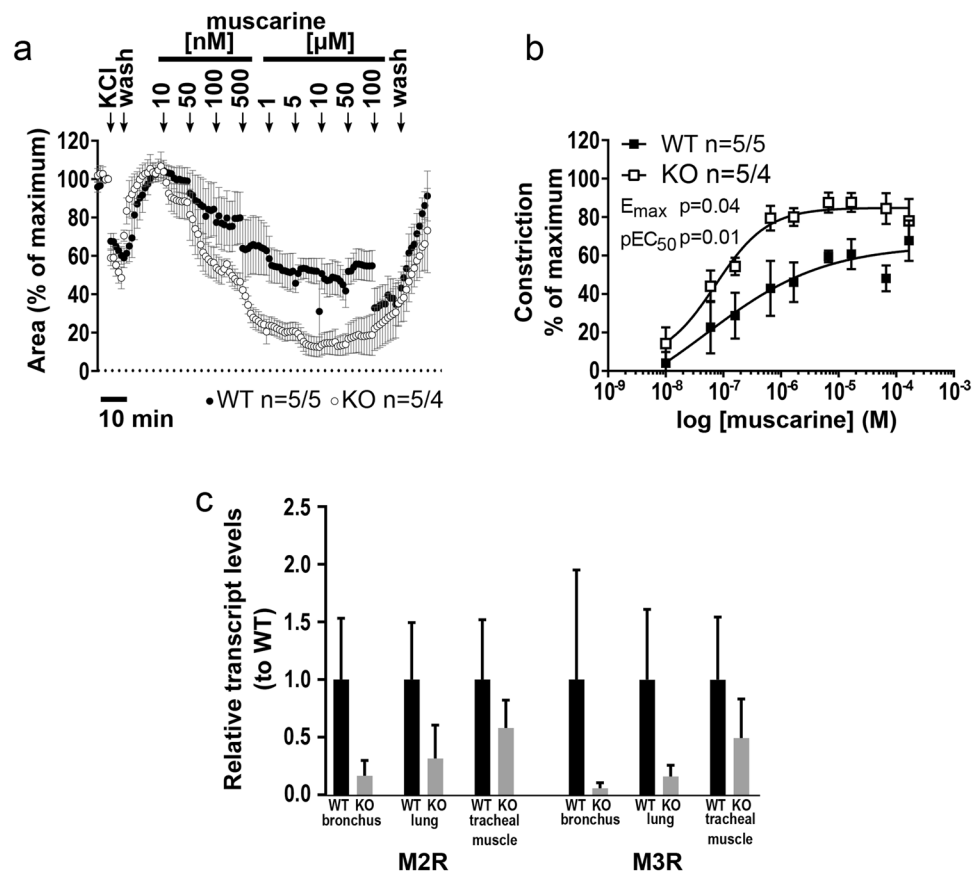 a
muscarine
[nM] [µM]
KCl wash 10 50 100 500 1 5 10 50 100 wash
120
100
80
60
40
20
0
Area (% of maximum)
10 min
WT n=5/5 KO n=5/4
b
WT n=5/5
KO n=5/4
Emax p=0.04
pEC50 p=0.01
120
100
80
60
40
20
0
Constriction
% of maximum
10⁻⁹ 10⁻⁸ 10⁻⁷ 10⁻⁶ 10⁻⁵ 10⁻⁴ 10⁻³
log [muscarine] (M)
c
Relative transcript levels
(to WT)
2.5
2.0
1.5
1.0
0.5
0.0
WT KO WT KO WT KO WT KO WT KO WT KO
bronchus lung tracheal bronchus lung tracheal
muscle muscle
M2R M3R